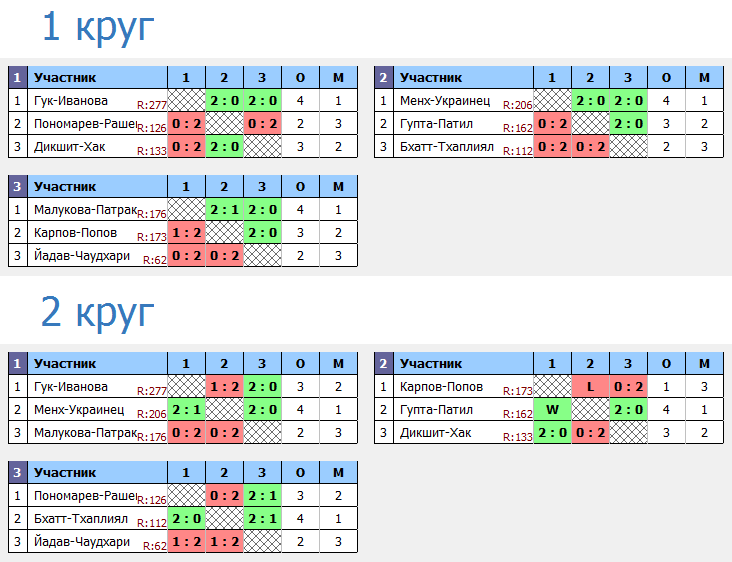 1 круг
1 Участник 1 2 3 О М
1 Гук-Иванова R:277 2 : 0 2 : 0 4 1
2 Пономарев-Раше R:126 0 : 2 0 : 2 2 3
3 Дикшит-Хак R:133 0 : 2 2 : 0 3 2
2 Участник 1 2 3 О М
1 Менх-Украинец R:206 2 : 0 2 : 0 4 1
2 Гупта-Патил R:162 0 : 2 2 : 0 3 2
3 Бхатт-Тхаплиял R:112 0 : 2 0 : 2 2 3
3 Участник 1 2 3 О М
1 Малукова-Патрак R:176 2 : 1 2 : 0 4 1
2 Карпов-Попов R:173 1 : 2 2 : 0 3 2
3 Йадав-Чаудхари R:62 0 : 2 0 : 2 2 3
2 круг
1 Участник 1 2 3 О М
1 Гук-Иванова R:277 1 : 2 2 : 0 3 2
2 Менх-Украинец R:206 2 : 1 2 : 0 4 1
3 Малукова-Патрак R:176 0 : 2 0 : 2 2 3
2 Участник 1 2 3 О М
1 Карпов-Попов R:173 L 0 : 2 1 3
2 Гупта-Патил R:162 W 2 : 0 4 1
3 Дикшит-Хак R:133 2 : 0 0 : 2 3 2
3 Участник 1 2 3 О М
1 Пономарев-Раше R:126 0 : 2 2 : 1 3 2
2 Бхатт-Тхаплиял R:112 2 : 0 2 : 1 4 1
3 Йадав-Чаудхари R:62 1 : 2 1 : 2 2 3